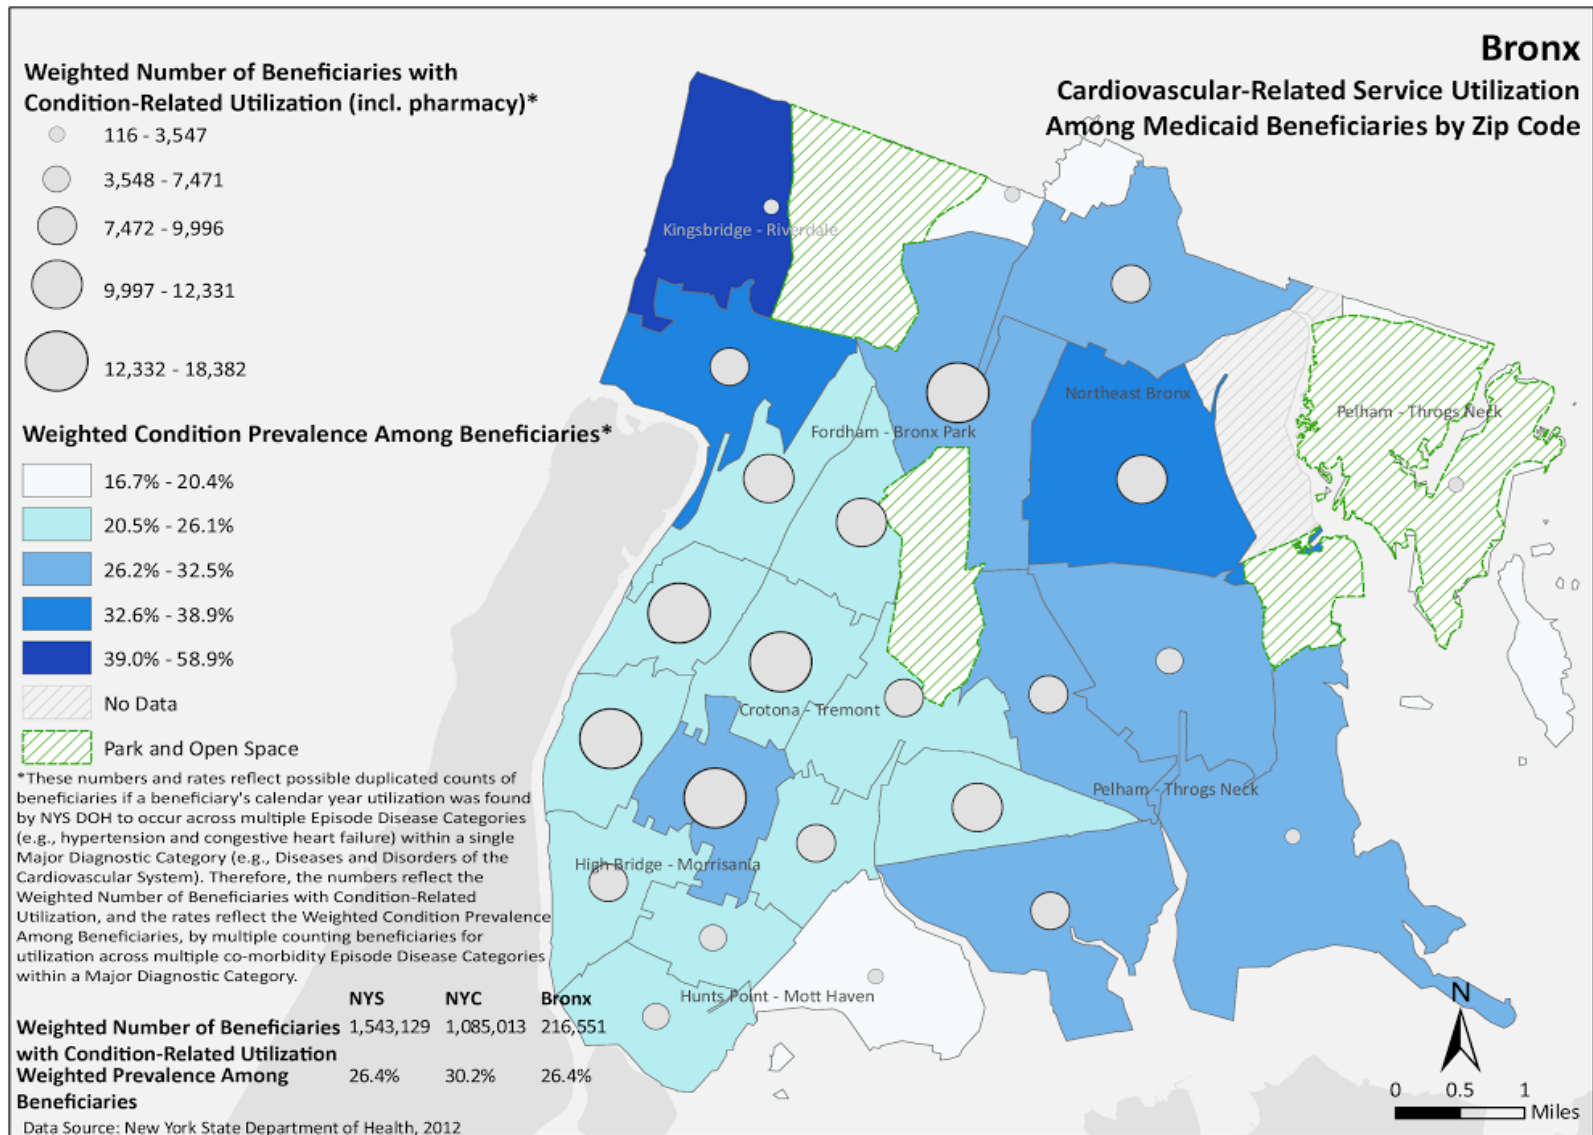 Bronx
Cardiovascular-Related Service Utilization
Among Medicaid Beneficiaries by Zip Code
Weighted Number of Beneficiaries with
Condition-Related Utilization (incl. pharmacy)*
116 - 3,547
3,548 - 7,471
7,472 - 9,996
9,997 - 12,331
12,332 - 18,382
Weighted Condition Prevalence Among Beneficiaries*
16.7% - 20.4%
20.5% - 26.1%
26.2% - 32.5%
32.6% - 38.9%
39.0% - 58.9%
No Data
Park and Open Space
*These numbers and rates reflect possible duplicated counts of
beneficiaries if a beneficiary's calendar year utilization was found
by NYS DOH to occur across multiple Episode Disease Categories
(e.g., hypertension and congestive heart failure) within a single
Major Diagnostic Category (e.g., Diseases and Disorders of the
Cardiovascular System). Therefore, the numbers reflect the
Weighted Number of Beneficiaries with Condition-Related
Utilization, and the rates reflect the Weighted Condition Prevalence
Among Beneficiaries, by multiple counting beneficiaries for
utilization across multiple co-morbidity Episode Disease Categories
within a Major Diagnostic Category.
NYS NYC Bronx
Weighted Number of Beneficiaries 1,543,129 1,085,013 216,551
with Condition-Related Utilization
Weighted Prevalence Among 26.4% 30.2% 26.4%
Beneficiaries
Data Source: New York State Department of Health, 2012
Kingsbridge - Riverdale
Northeast Bronx
Pelham - Throgs Neck
Fordham - Bronx Park
Crotona - Tremont
Pelham - Throgs Neck
High Bridge - Morrisania
Hunts Point - Mott Haven
N
0 0.5 1
Miles